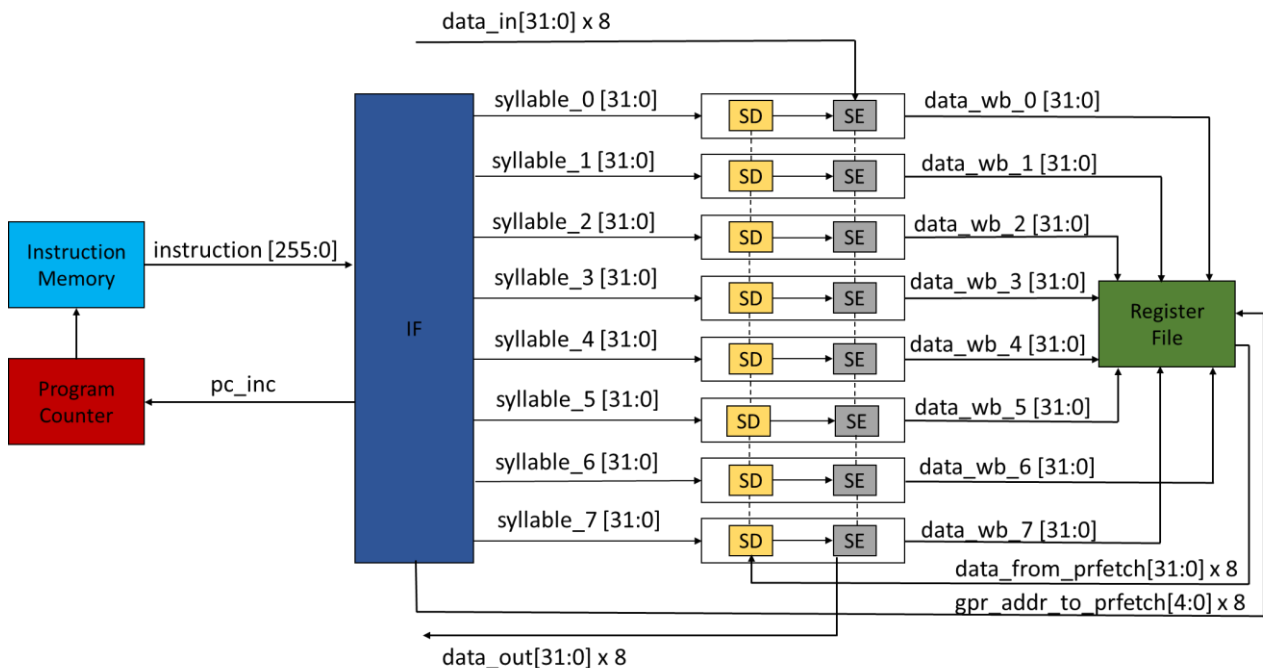 data_in[31:0] x 8
syllable_0 [31:0]
SD
SE
data_wb_0 [31:0]
syllable_1 [31:0]
SD
SE
data_wb_1 [31:0]
syllable_2 [31:0]
SD
SE
data_wb_2 [31:0]
Instruction
Memory
instruction [255:0]
syllable_3 [31:0]
SD
SE
data_wb_3 [31:0]
Register
File
IF
syllable_4 [31:0]
SD
SE
data_wb_4 [31:0]
Program
Counter
pc_inc
syllable_5 [31:0]
SD
SE
data_wb_5 [31:0]
syllable_6 [31:0]
SD
SE
data_wb_6 [31:0]
syllable_7 [31:0]
SD
SE
data_wb_7 [31:0]
data_from_prfetch[31:0] x 8
gpr_addr_to_prfetch[4:0] x 8
data_out[31:0] x 8